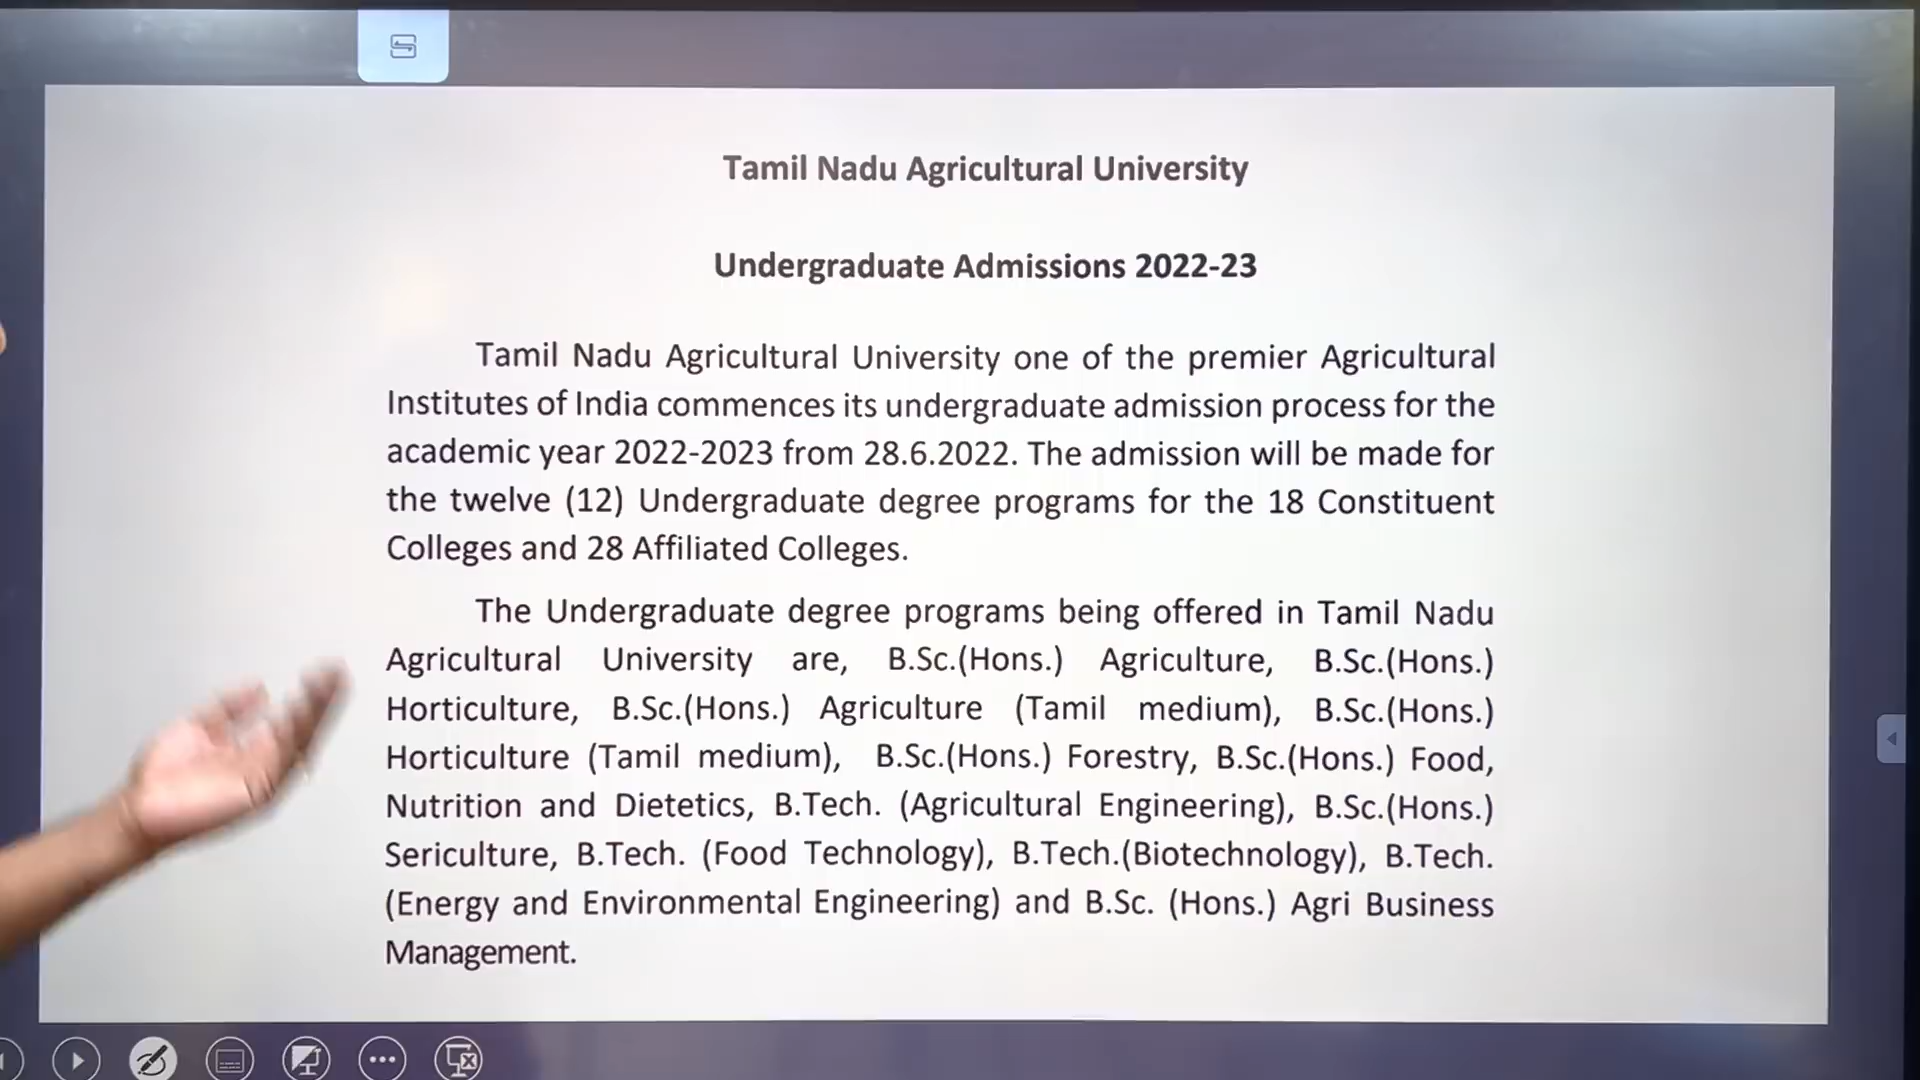 Tamil Nadu Agricultural University
Undergraduate Admissions 2022-23
Tamil Nadu Agricultural University one of the premier Agricultural
Institutes of India commences its undergraduate admission process for the
academic year 2022-2023 from 28.6.2022. The admission will be made for
the twelve (12) Undergraduate degree programs for the 18 Constituent
Colleges and 28 Affiliated Colleges.
The Undergraduate degree programs being offered in Tamil Nadu
Agricultural University are, B.Sc.(Hons.) Agriculture, B.Sc.(Hons.)
Horticulture, B.Sc.(Hons.) Agriculture (Tamil medium), B.Sc.(Hons.)
Horticulture (Tamil medium), B.Sc.(Hons.) Forestry, B.Sc.(Hons.) Food,
Nutrition and Dietetics, B.Tech. (Agricultural Engineering), B.Sc.(Hons.)
Sericulture, B.Tech. (Food Technology), B.Tech.(Biotechnology), B.Tech.
(Energy and Environmental Engineering) and B.Sc. (Hons.) Agri Business
Management.